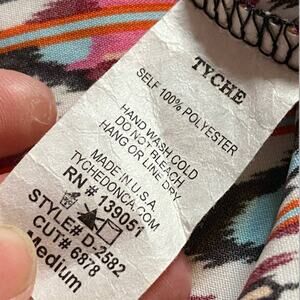 TYCHE
SELF 100% POLYESTER
HAND WASH COLD
DO NOT BLEACH
HANG OR LINE DRY
MADE IN U.S.A
TYCHEDONCA.COM
RN # 139051
STYLE# D-2582
CUT# 6878
Medium